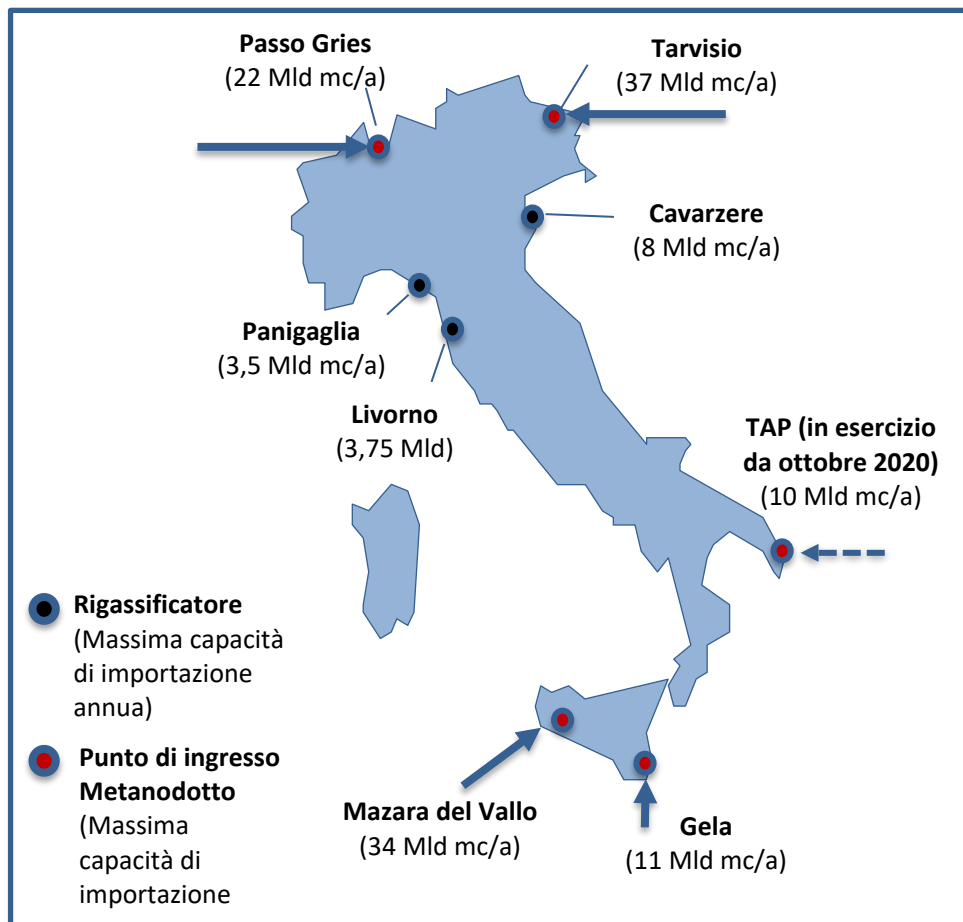 Passo Gries
(22 Mld mc/a)
Tarvisio
(37 Mld mc/a)
Cavarzere
(8 Mld mc/a)
Panigaglia
(3,5 Mld mc/a)
Livorno
(3,75 Mld)
TAP (in esercizio
da ottobre 2020)
(10 Mld mc/a)
Rigassificatore
(Massima capacità
di importazione
annua)
Punto di ingresso
Metanodotto
(Massima
capacità di
importazione
Mazara del Vallo
(34 Mld mc/a)
Gela
(11 Mld mc/a)